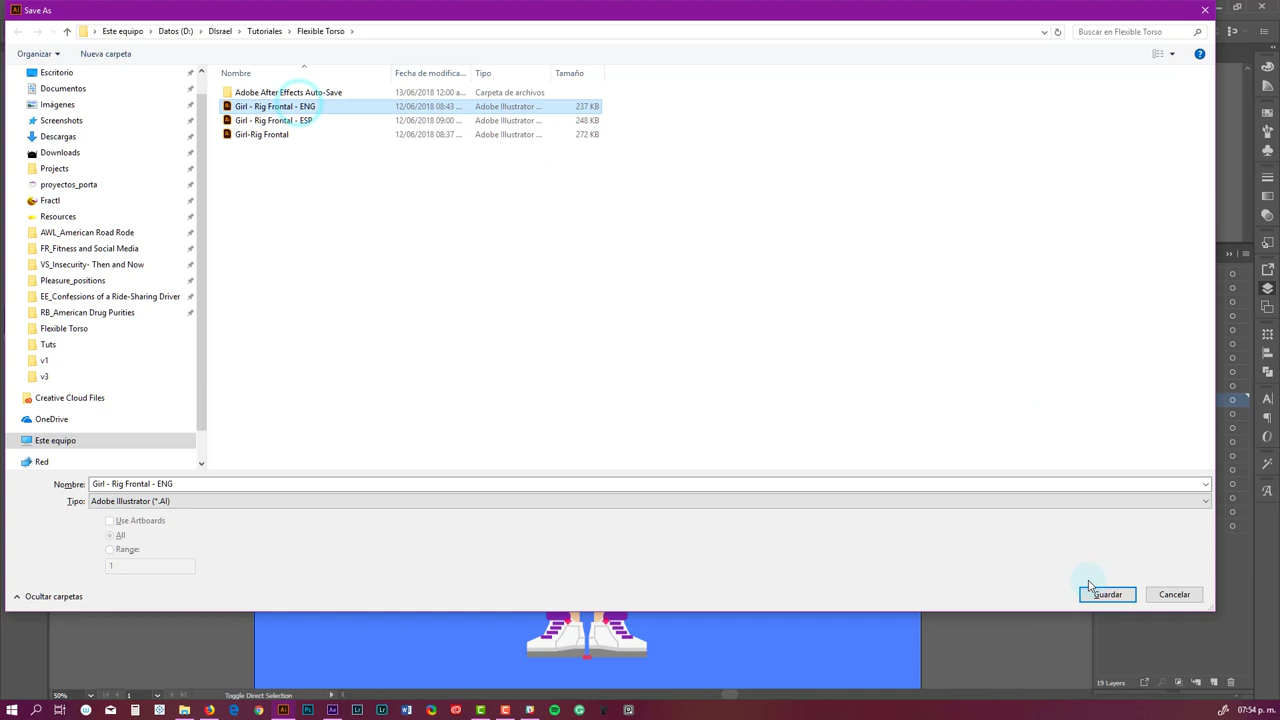 Save As
Este equipo > Datos (D:) > DIsrael > Tutoriales > Flexible Torso >
Buscar en Flexible Torso
Organizar
Nueva carpeta
Nombre
Fecha de modifica...
Tipo
Tamaño
Escritorio
Documentos
Imágenes
Screenshots
Descargas
Downloads
Projects
proyectos_porta
Fractl
Resources
AWL_American Road Rode
FR_Fitness and Social Media
VS_Insecurity- Then and Now
Pleasure_positions
EE_Confessions of a Ride-Sharing Driver
RB_American Drug Purities
Flexible Torso
Tuts
v1
v3
Creative Cloud Files
OneDrive
Este equipo
Red
Adobe After Effects Auto-Save 13/06/2018 12:00 a... Carpeta de archivos
Girl - Rig Frontal - ENG 12/06/2018 08:43 ... Adobe Illustrator ... 237 KB
Girl - Rig Frontal - ESP 12/06/2018 09:00 ... Adobe Illustrator ... 248 KB
Girl-Rig Frontal 12/06/2018 08:37 ... Adobe Illustrator ... 272 KB
Nombre: Girl - Rig Frontal - ENG
Tipo: Adobe Illustrator (*.AI)
Use Artboards
All
Range:
1
Ocultar carpetas
Guardar
Cancelar
19 Layers
50%
1
Toggle Direct Selection
07:54 p. m.